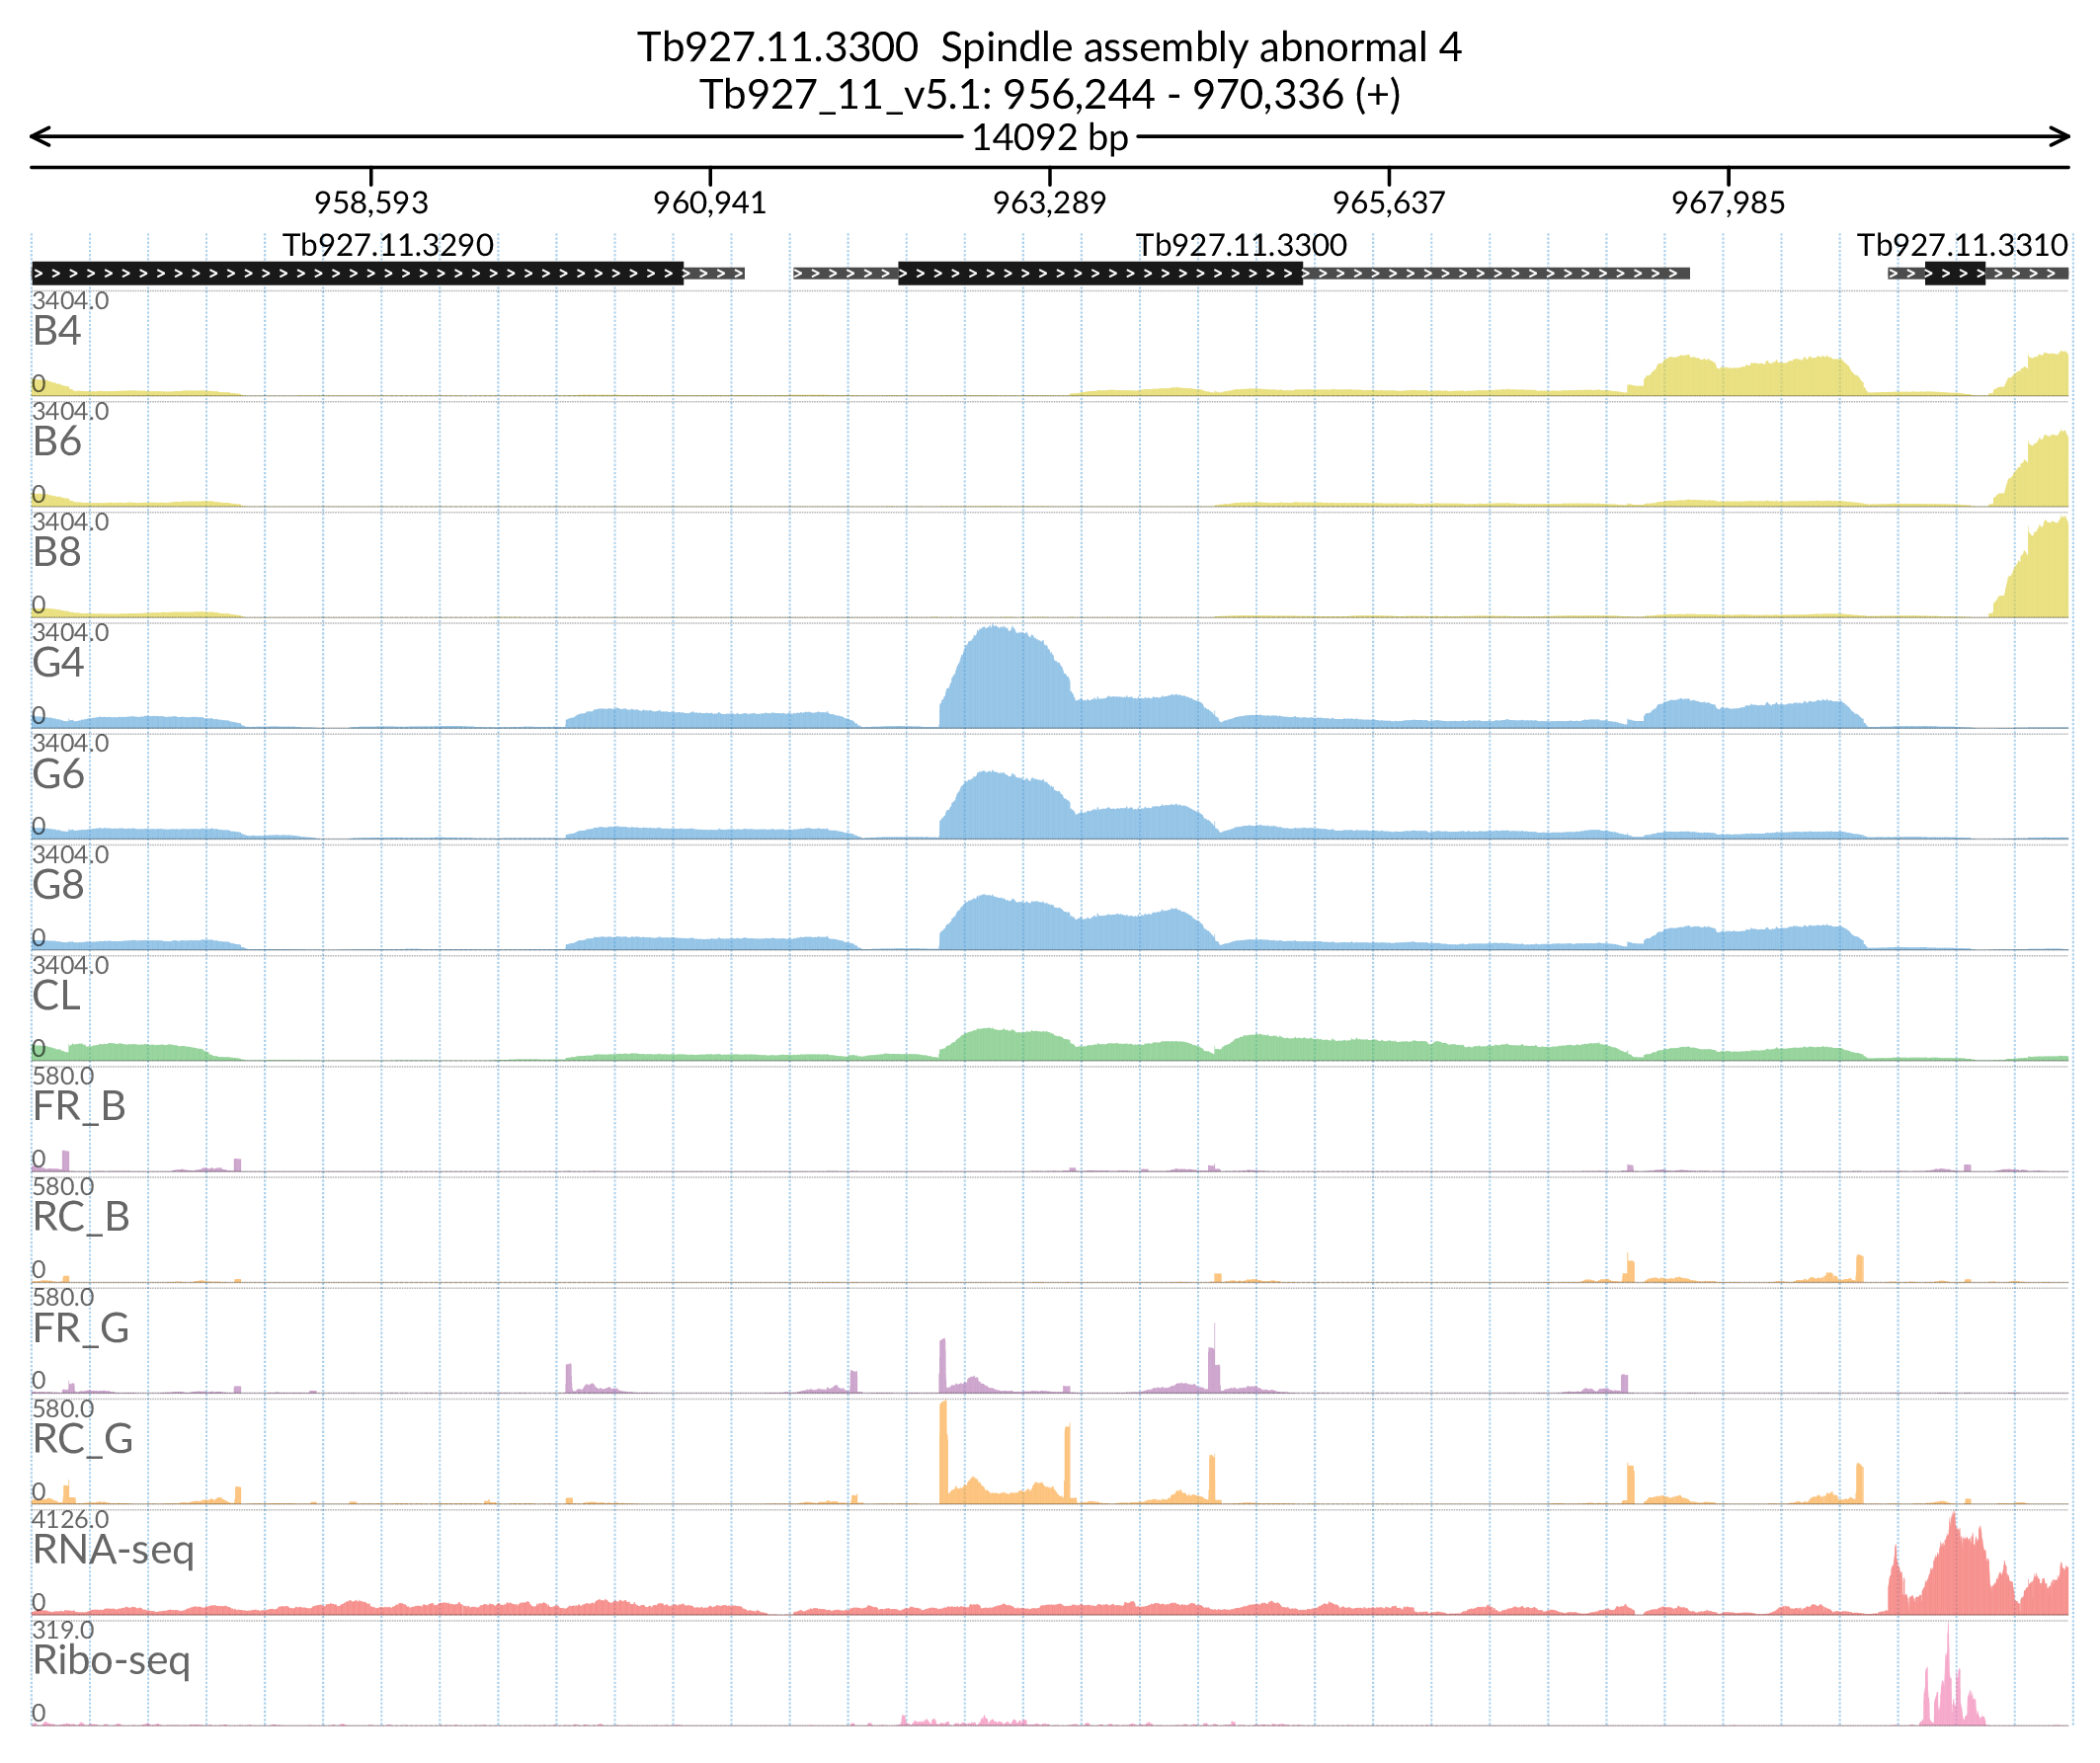 Tb927.11.3300 Spindle assembly abnormal 4
Tb927_11_v5.1: 956,244 - 970,336 (+)
14092 bp
958,593 960,941 963,289 965,637 967,985
Tb927.11.3290 Tb927.11.3300 Tb927.11.3310
3404.0
B4
0
3404.0
B6
0
3404.0
B8
0
3404.0
G4
0
3404.0
G6
0
3404.0
G8
0
3404.0
CL
0
580.0
FR_B
0
580.0
RC_B
0
580.0
FR_G
0
580.0
RC_G
0
4126.0
RNA-seq
0
319.0
Ribo-seq
0